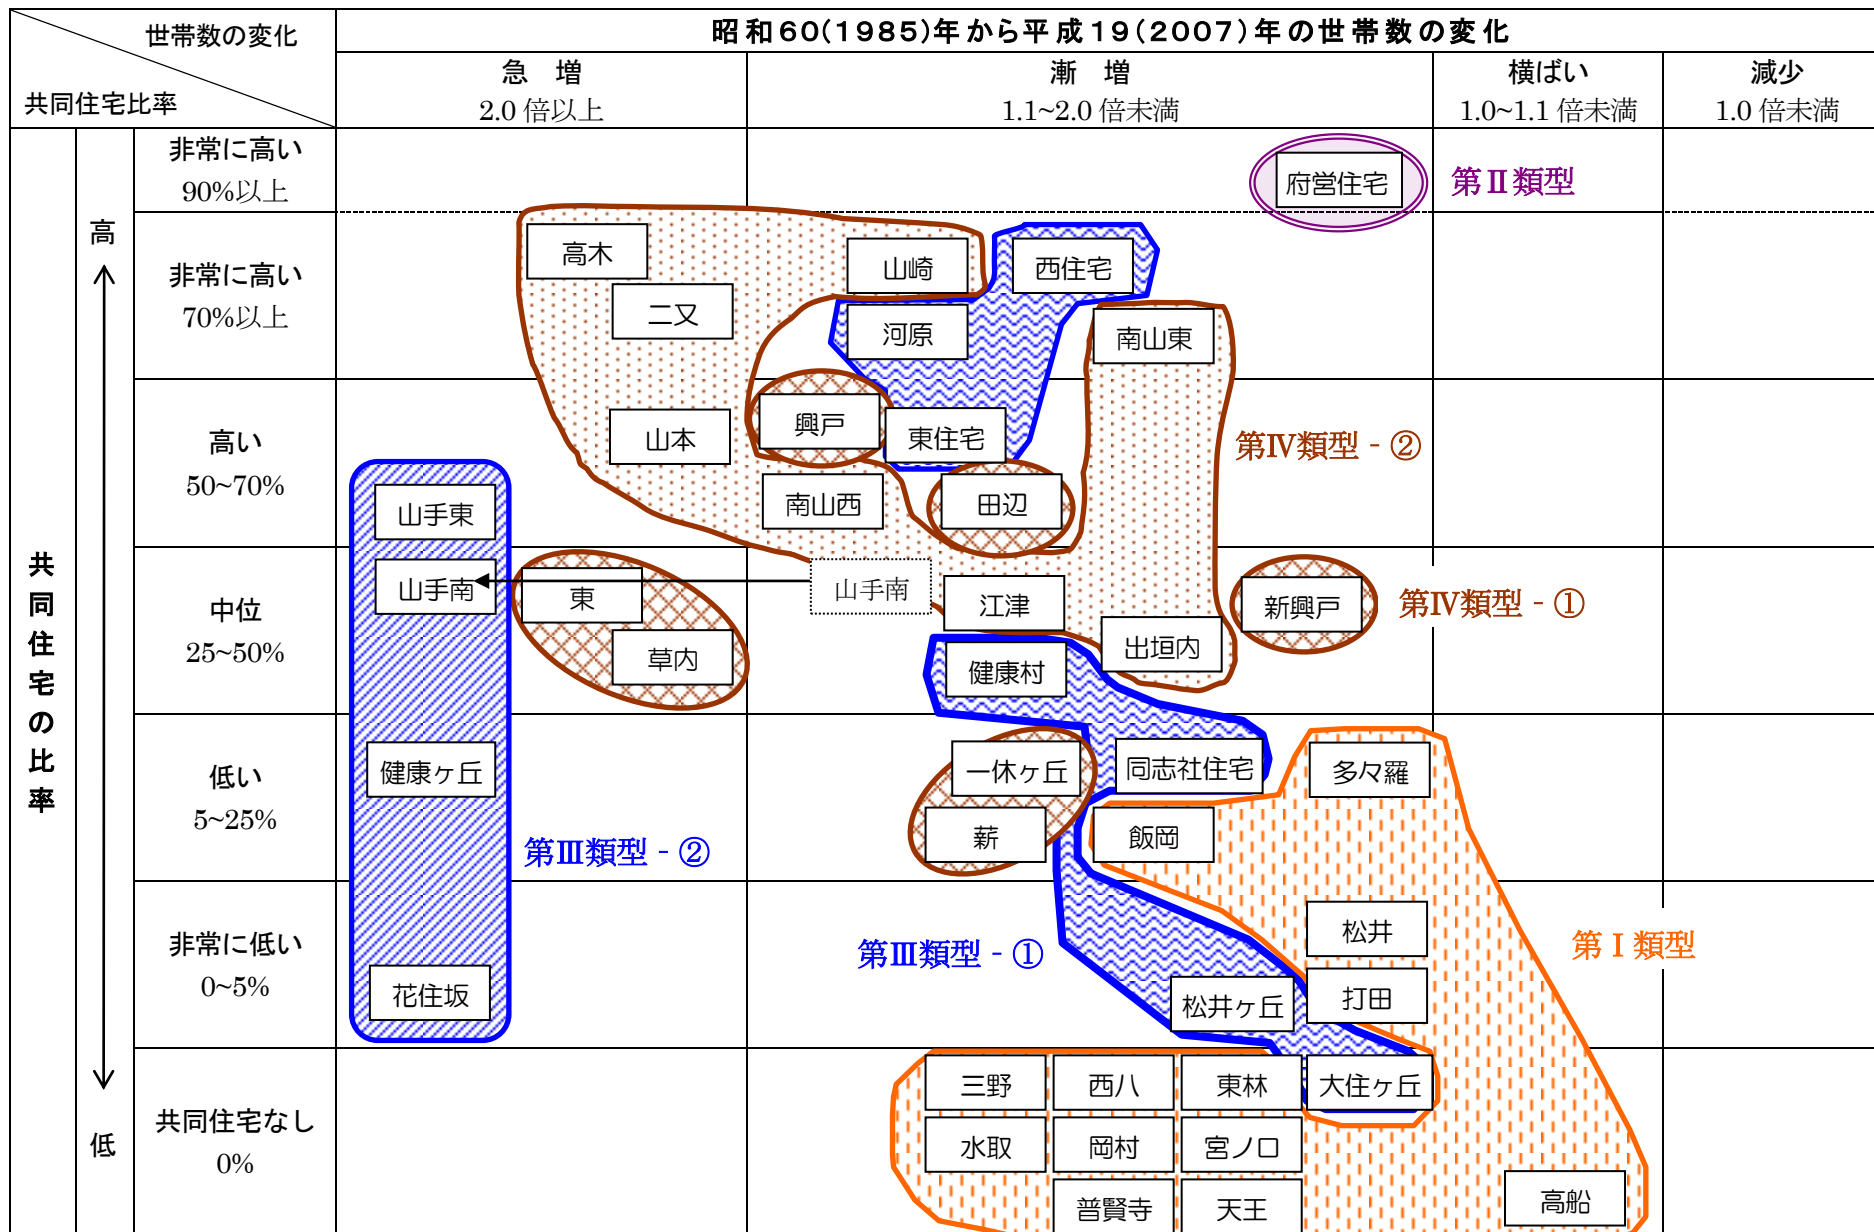 世帯数の変化
共同住宅比率
昭和60(1985)年から平成19(2007)年の世帯数の変化
急 増
2.0 倍以上
漸 増
1.1~2.0 倍未満
横ばい
1.0~1.1 倍未満
減少
1.0 倍未満
共同住宅の比率
高
低
非常に高い
90%以上
府営住宅
第Ⅱ類型
非常に高い
70%以上
高木
山崎
西住宅
二又
河原
南山東
高い
50~70%
山本
興戸
東住宅
第Ⅳ類型 - ②
山手東
南山西
田辺
中位
25~50%
山手南
東
山手南
江津
新興戸
第Ⅳ類型 - ①
草内
健康村
出垣内
低い
5~25%
健康ヶ丘
一休ヶ丘
同志社住宅
多々羅
薪
飯岡
第Ⅲ類型 - ②
非常に低い
0~5%
松井
第Ⅲ類型 - ①
第Ⅰ類型
花住坂
松井ヶ丘
打田
共同住宅なし
0%
三野
西八
東林
大住ヶ丘
水取
岡村
宮ノ口
普賢寺
天王
高船